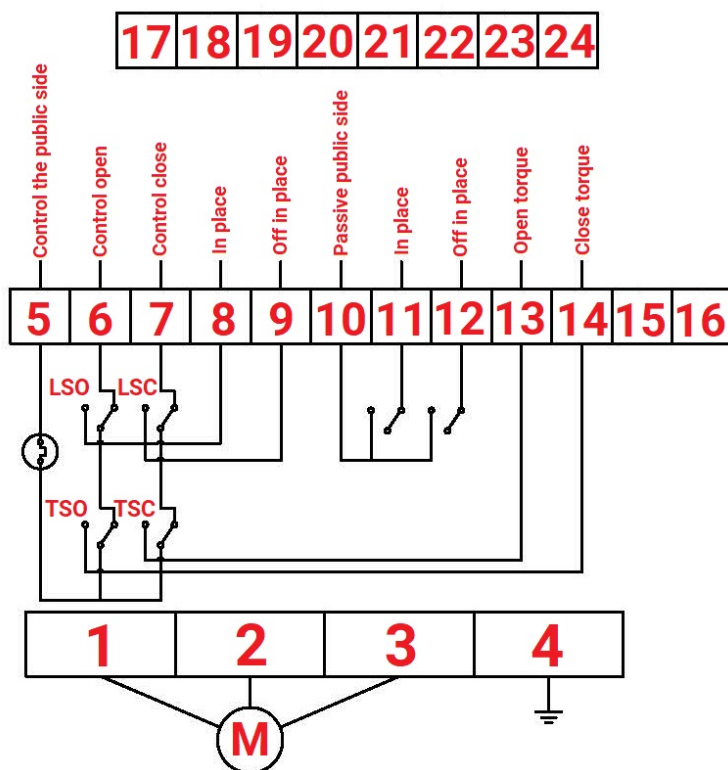 17 18 19 20 21 22 23 24
Control the public side
Control open
Control close
In place
Off in place
Passive public side
In place
Off in place
Open torque
Close torque
5 6 7 8 9 10 11 12 13 14 15 16
LSO LSC
TSO TSC
1 2 3 4
M